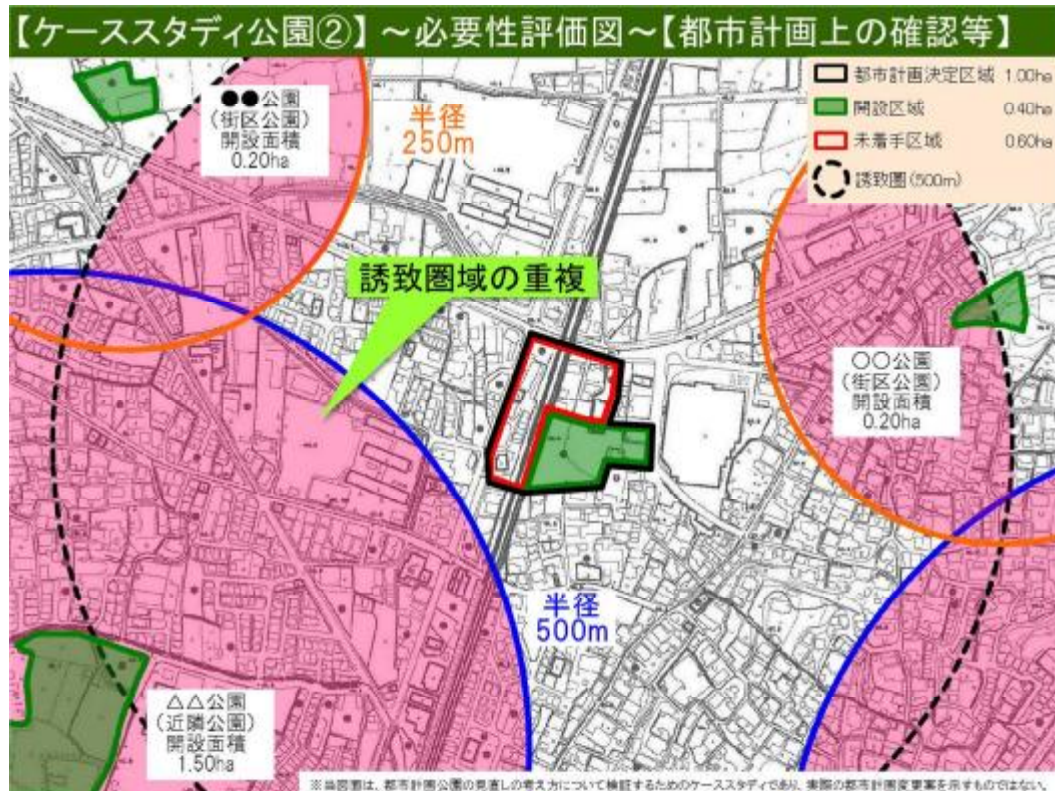 【ケーススタディ公園②】～必要性評価図～【都市計画上の確認等】
都市計画決定区域 1.00ha
開設区域 0.40ha
未着手区域 0.60ha
誘致圏(500m)
●●公園
(街区公園)
開設面積
0.20ha
半径
250m
誘致圏域の重複
○○公園
(街区公園)
開設面積
0.20ha
半径
500m
△△公園
(近隣公園)
開設面積
1.50ha
※当図面は、都市計画公園の見直しの考え方について検証するためのケーススタディであり、実際の都市計画変更案を示すものではない。